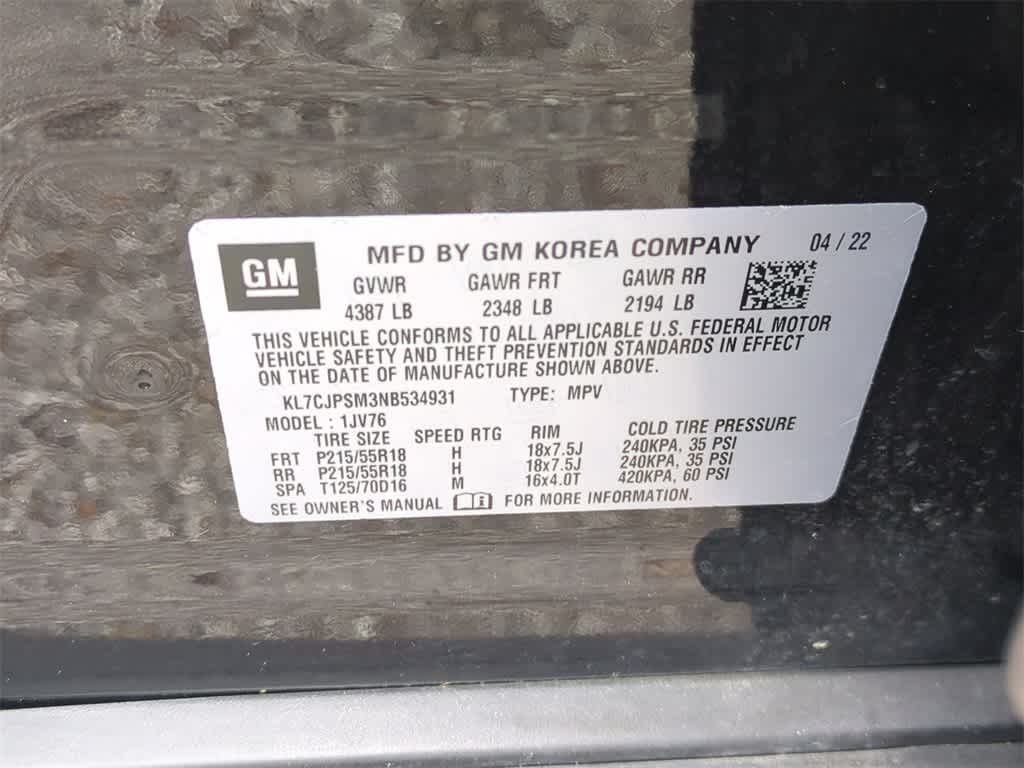 GM
MFD BY GM KOREA COMPANY 04 / 22
GVWR GAWR FRT GAWR RR
4387 LB 2348 LB 2194 LB
THIS VEHICLE CONFORMS TO ALL APPLICABLE U.S. FEDERAL MOTOR
VEHICLE SAFETY AND THEFT PREVENTION STANDARDS IN EFFECT
ON THE DATE OF MANUFACTURE SHOWN ABOVE.
KL7CJPSM3NB534931 TYPE: MPV
MODEL : 1JV76
TIRE SIZE SPEED RTG RIM COLD TIRE PRESSURE
FRT P215/55R18 H 18x7.5J 240KPA, 35 PSI
RR P215/55R18 H 18x7.5J 240KPA, 35 PSI
SPA T125/70D16 M 16x4.0T 420KPA, 60 PSI
SEE OWNER'S MANUAL FOR MORE INFORMATION.